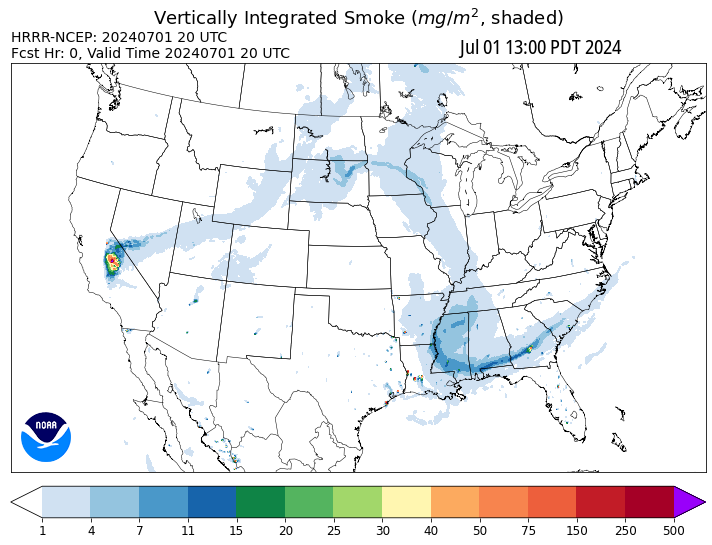 Vertically Integrated Smoke (mg/m², shaded)
HRRR-NCEP: 20240701 20 UTC
Fcst Hr: 0, Valid Time 20240701 20 UTC
Jul 01 13:00 PDT 2024
NOAA
1 4 7 11 15 20 25 30 40 50 75 150 250 500